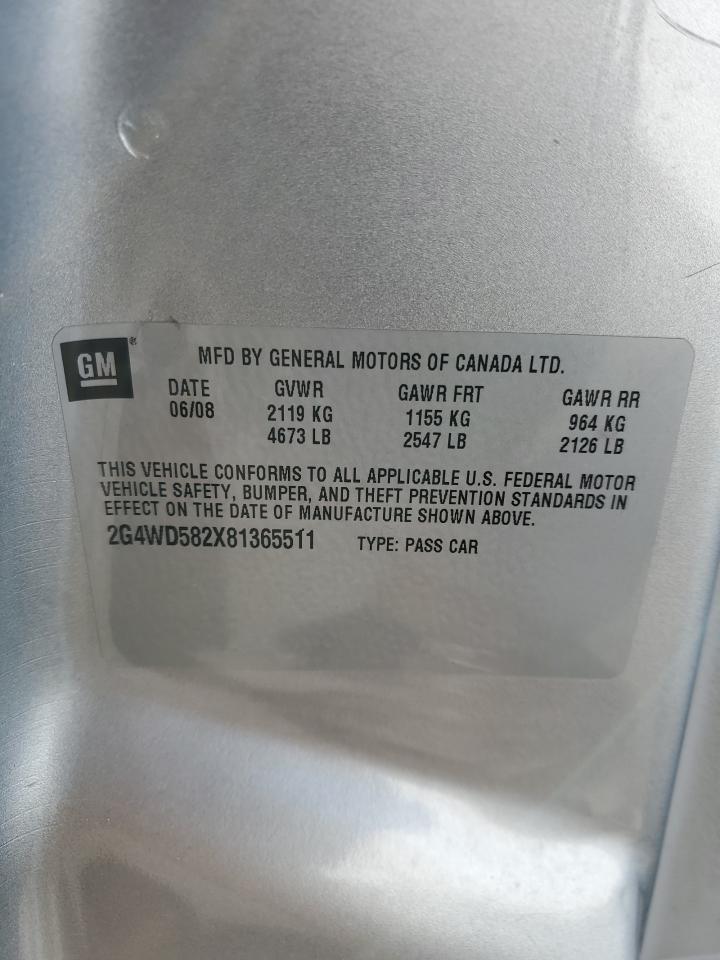 GM®
MFD BY GENERAL MOTORS OF CANADA LTD.
DATE GVWR GAWR FRT GAWR RR
06/08 2119 KG 1155 KG 964 KG
4673 LB 2547 LB 2126 LB
THIS VEHICLE CONFORMS TO ALL APPLICABLE U.S. FEDERAL MOTOR
VEHICLE SAFETY, BUMPER, AND THEFT PREVENTION STANDARDS IN
EFFECT ON THE DATE OF MANUFACTURE SHOWN ABOVE.
2G4WD582X81365511 TYPE: PASS CAR